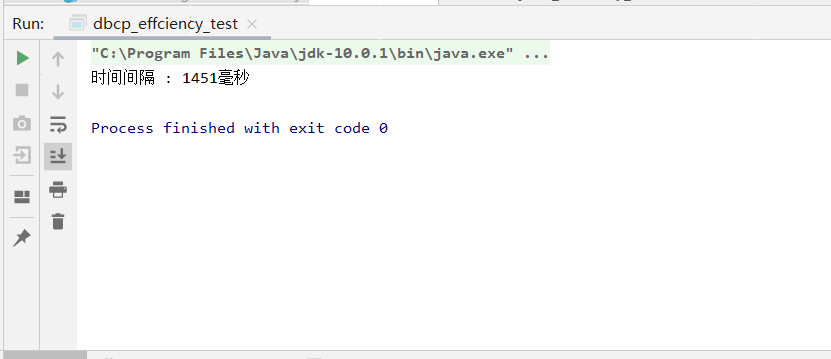 Run: dbcp_effciency_test
"C:\Program Files\Java\jdk-10.0.1\bin\java.exe" ...
时间间隔 : 1451毫秒
Process finished with exit code 0